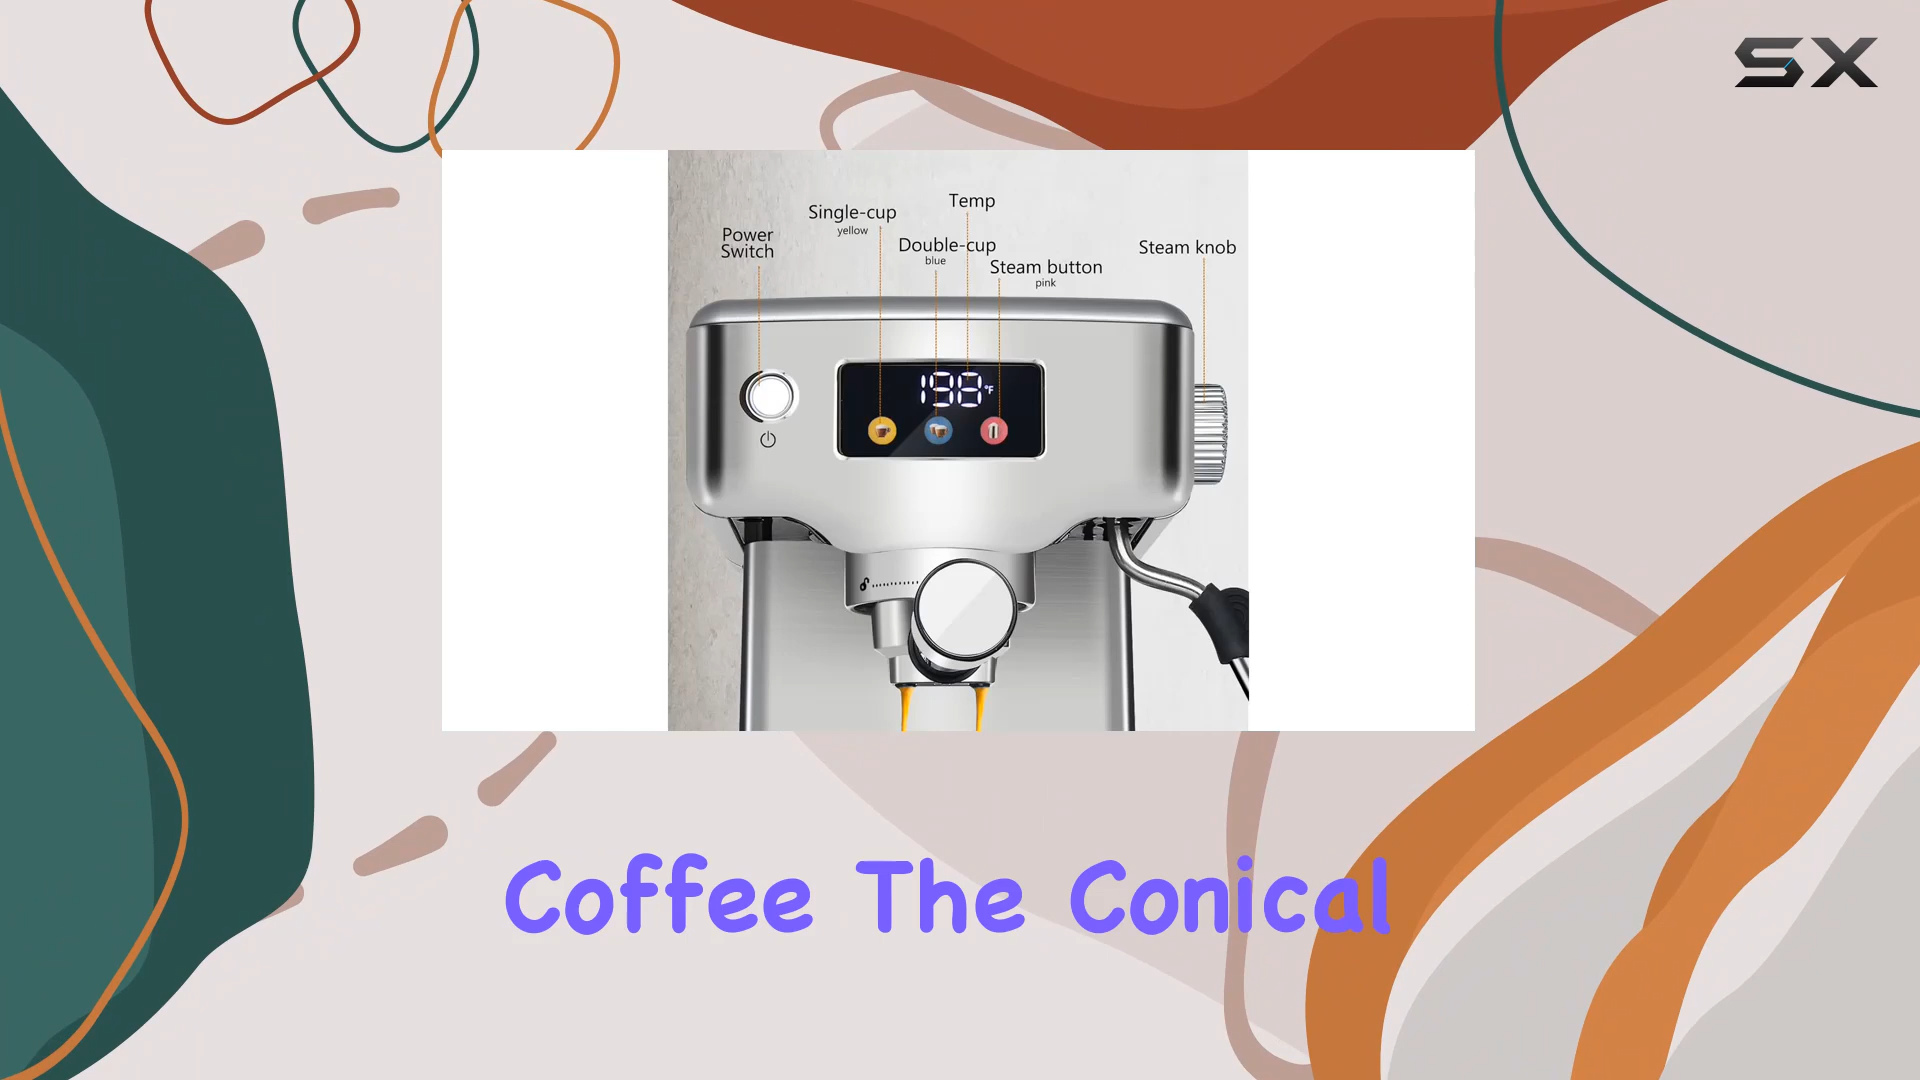 SX
Temp
Single-cup
yellow
Power
Switch
Double-cup
blue
Steam knob
Steam button
pink
198°F
Coffee The Conical